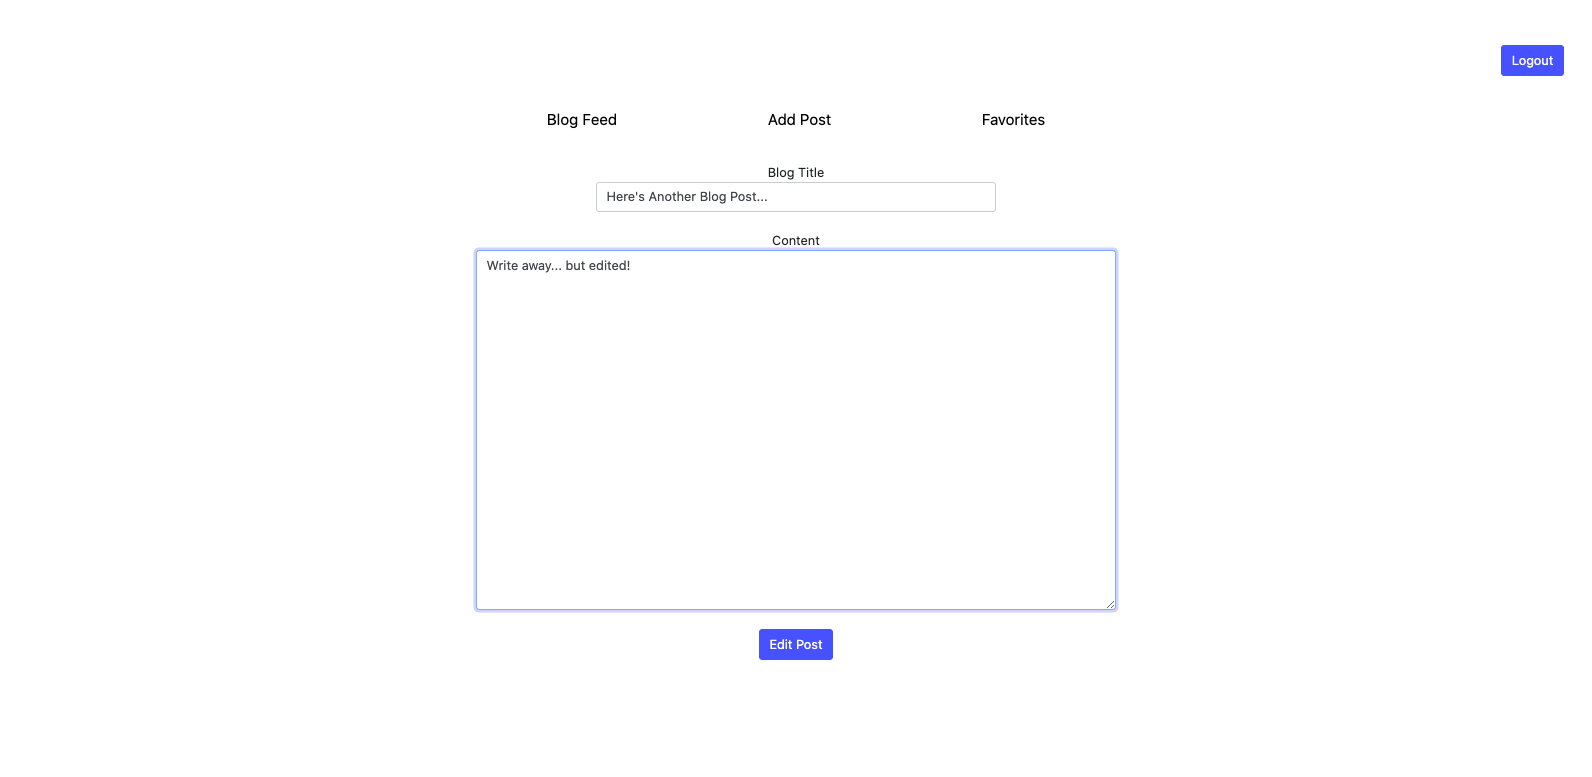 Logout
Blog Feed Add Post Favorites
Blog Title
Here's Another Blog Post...
Content
Write away... but edited!
Edit Post